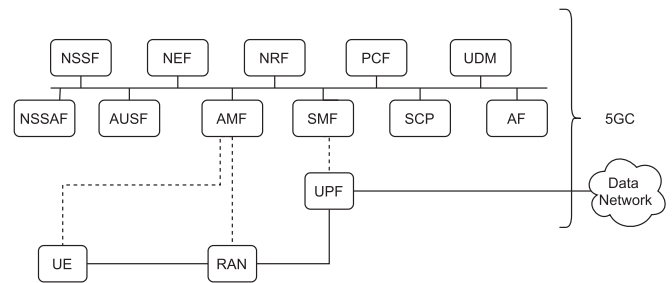 NSSF
NEF
NRF
PCF
UDM
NSSAF
AUSF
AMF
SMF
SCP
AF
5GC
UPF
Data
Network
UE
RAN